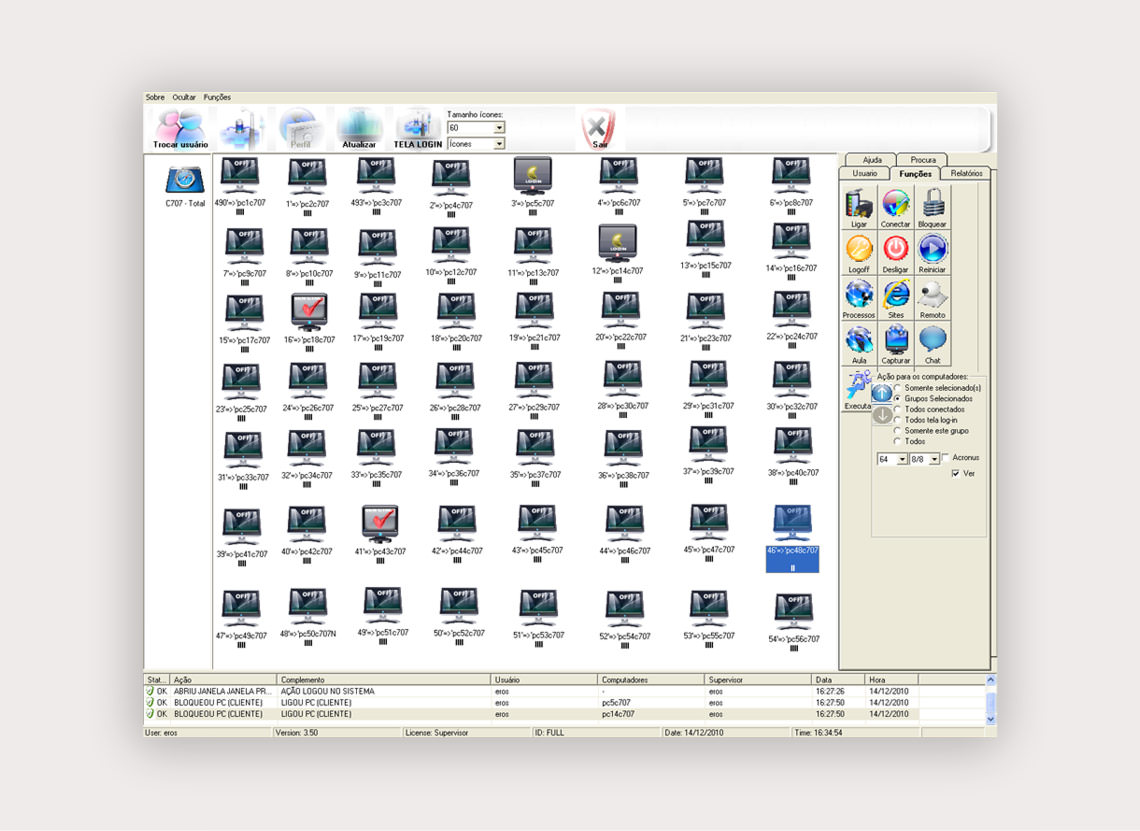 Sobre Ocultar Funções
Tamanho ícones:
60
Trocar usuário Perfil Atualizar TELA LOGIN Ícones Sair
C707 - Total
OFF OFF OFF OFF LOGIN OFF OFF OFF
490'=>'pc1c707 1'=>'pc2c707 493'=>'pc3c707 2'=>'pc4c707 3'=>'pc5c707 4'=>'pc6c707 5'=>'pc7c707 6'=>'pc8c707
OFF OFF OFF OFF OFF LOGIN OFF OFF
7'=>'pc9c707 8'=>'pc10c707 9'=>'pc11c707 10'=>'pc12c707 11'=>'pc13c707 12'=>'pc14c707 13'=>'pc15c707 14'=>'pc16c707
OFF OFF OFF OFF OFF OFF OFF
15'=>'pc17c707 16'=>'pc18c707 17'=>'pc19c707 18'=>'pc20c707 19'=>'pc21c707 20'=>'pc22c707 21'=>'pc23c707 22'=>'pc24c707
OFF OFF OFF OFF OFF OFF OFF OFF
23'=>'pc25c707 24'=>'pc26c707 25'=>'pc27c707 26'=>'pc28c707 27'=>'pc29c707 28'=>'pc30c707 29'=>'pc31c707 30'=>'pc32c707
OFF OFF OFF OFF OFF OFF OFF OFF
31'=>'pc33c707 32'=>'pc34c707 33'=>'pc35c707 34'=>'pc36c707 35'=>'pc37c707 36'=>'pc38c707 37'=>'pc39c707 38'=>'pc40c707
OFF OFF OFF OFF OFF OFF OFF
39'=>'pc41c707 40'=>'pc42c707 41'=>'pc43c707 42'=>'pc44c707 43'=>'pc45c707 44'=>'pc46c707 45'=>'pc47c707 46'=>'pc48c707
OFF OFF OFF OFF OFF OFF OFF OFF
47'=>'pc49c707 48'=>'pc50c707N 49'=>'pc51c707 50'=>'pc52c707 51'=>'pc53c707 52'=>'pc54c707 53'=>'pc55c707 54'=>'pc56c707
Ajuda Procura
Usuario Funções Relatórios
Ligar Conectar Bloquear
Logoff Desligar Reiniciar
Processos Sites Remoto
Aula Capturar Chat
Executa
Ação para os computadores:
Somente selecionado(s)
Grupos Selecionados
Todos conectados
Todos tela log-in
Somente este grupo
Todos
64 8/8 Acronus
Ver
Stat... Ação Complemento Usuário Computadores Supervisor Data Hora
OK ABRIU JANELA JANELA PR... AÇÃO LOGOU NO SISTEMA eros - eros 16:27:26 14/12/2010
OK BLOQUEOU PC (CLIENTE) LIGOU PC (CLIENTE) eros pc5c707 eros 16:27:50 14/12/2010
OK BLOQUEOU PC (CLIENTE) LIGOU PC (CLIENTE) eros pc14c707 eros 16:27:50 14/12/2010
User: eros Version: 3.50 License: Supervisor ID: FULL Date: 14/12/2010 Time: 16:34:54